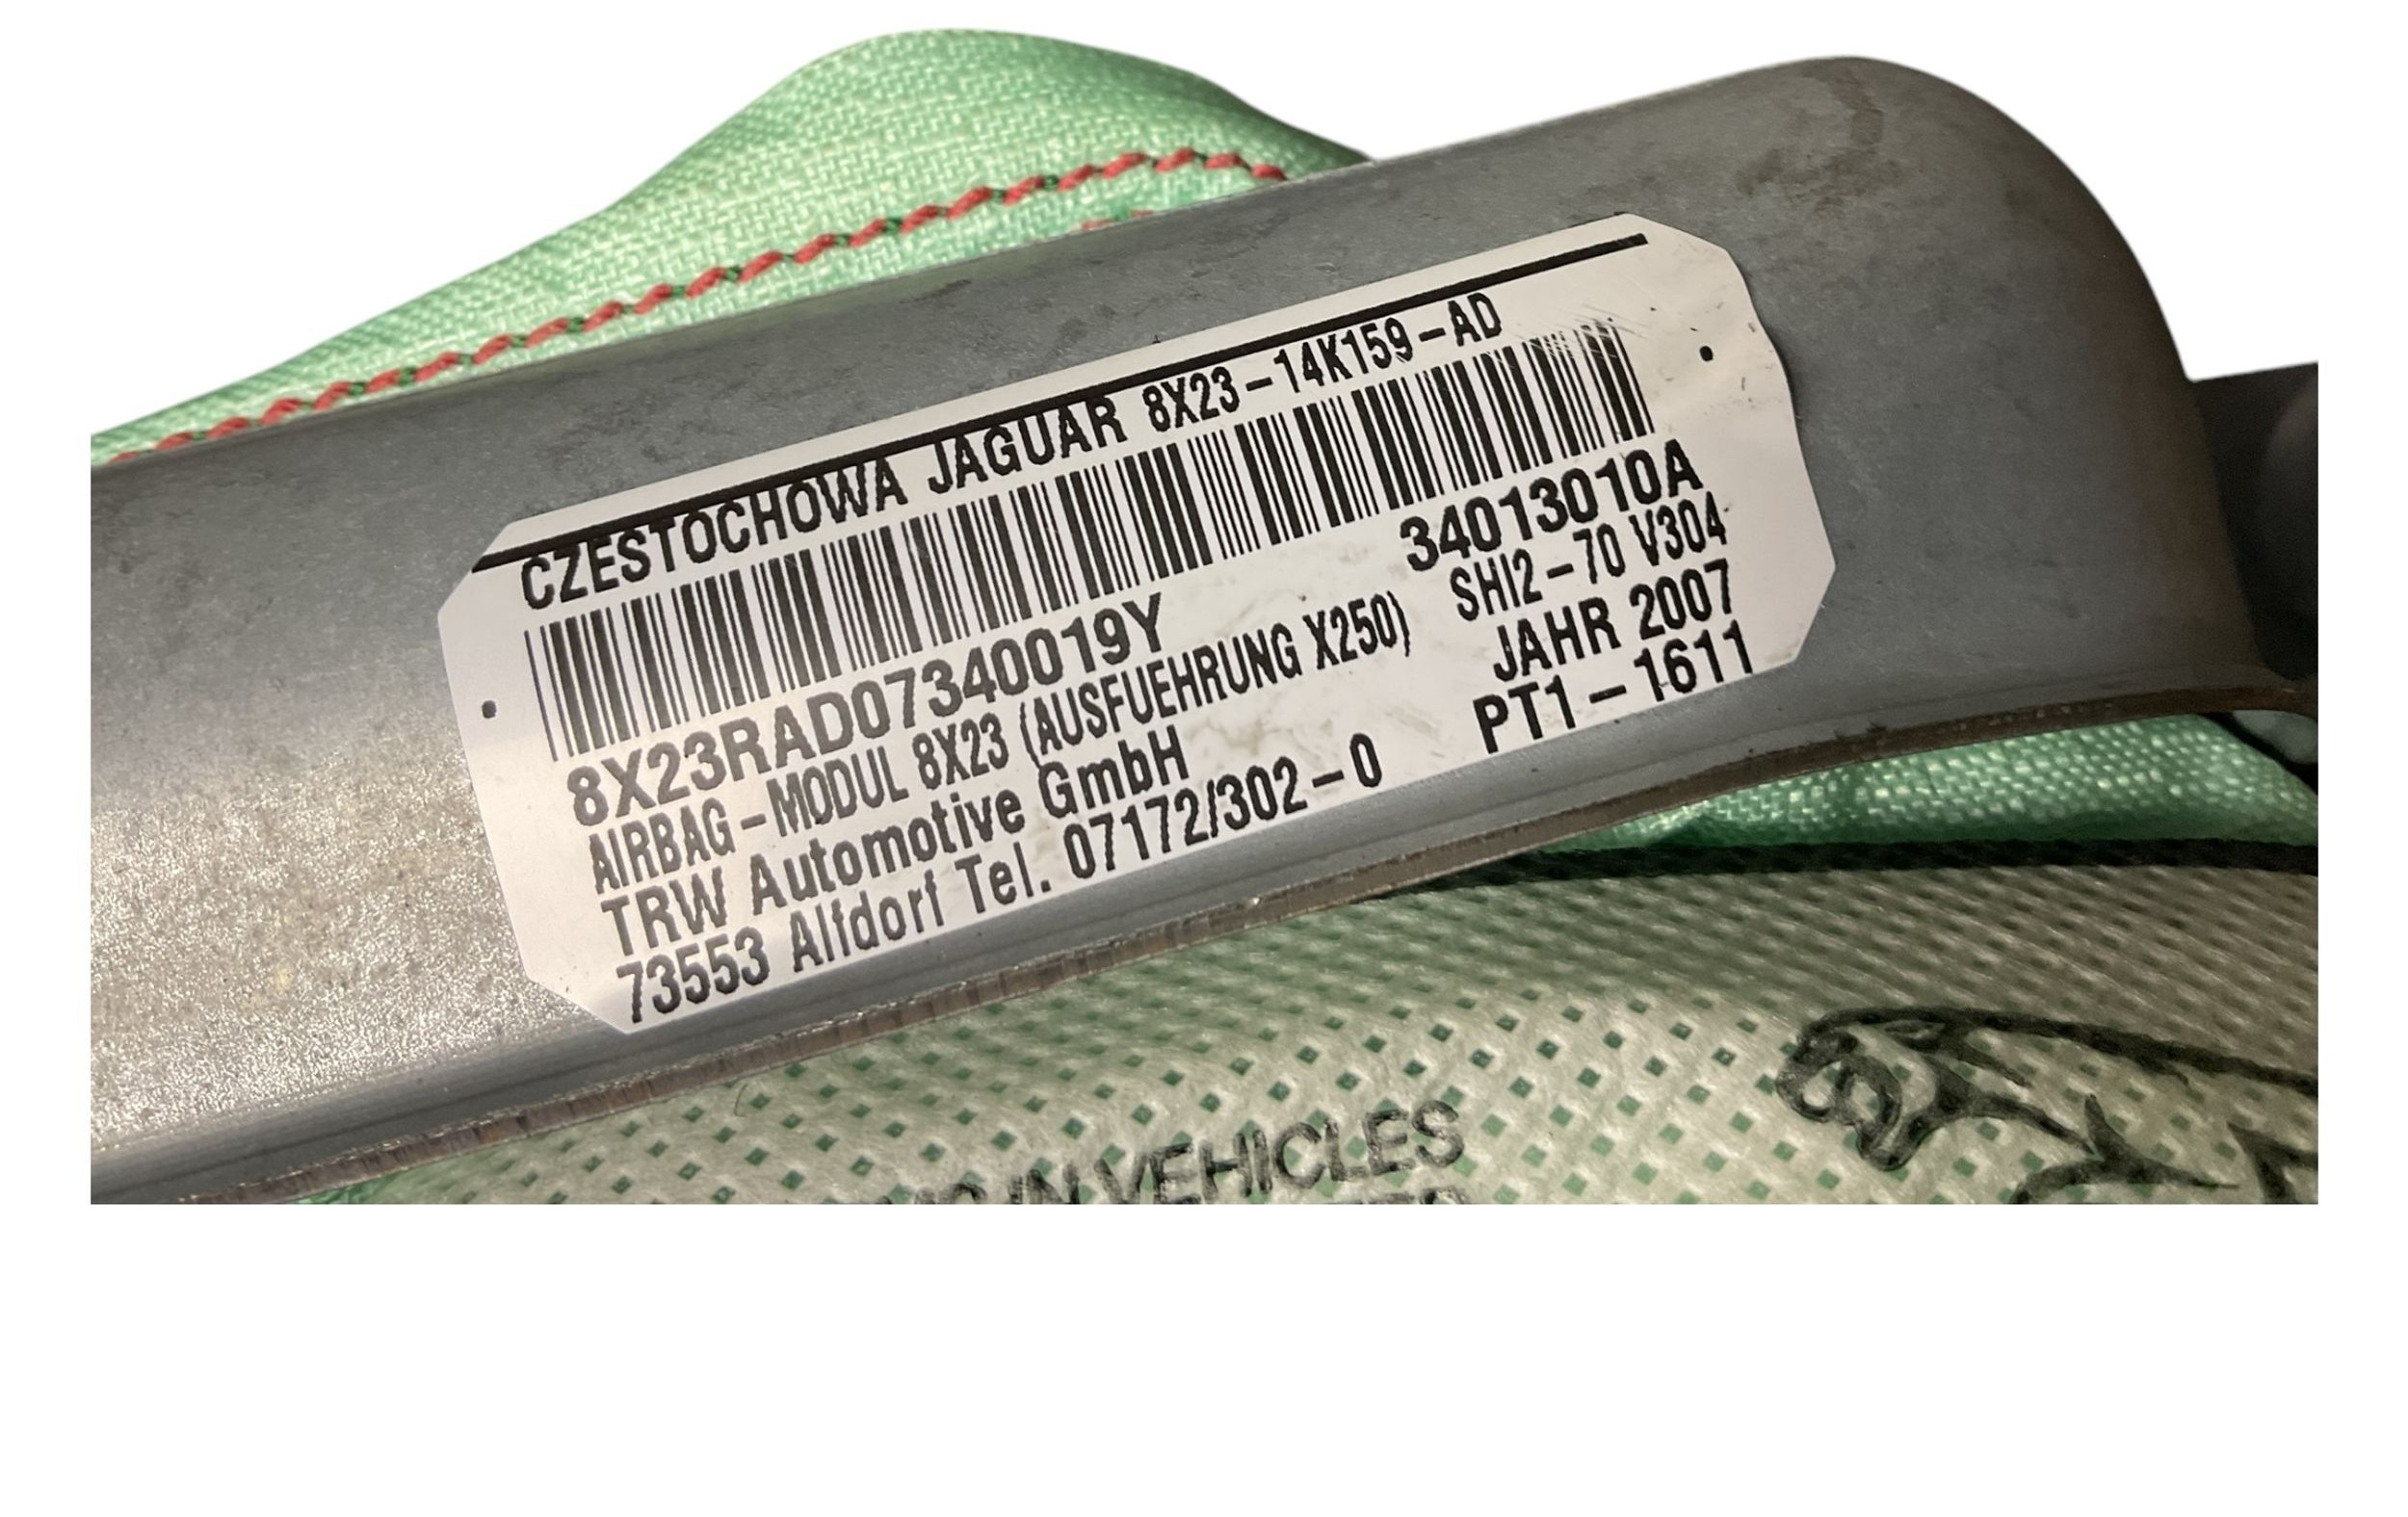 CZESTOCHOWA JAGUAR 8X23-14K159-AD
34013010A
8X23RAD07340019Y
SHI2-70 V304
AIRBAG-MODUL 8X23 (AUSFUEHRUNG X250)
JAHR 2007
TRW Automotive GmbH
PT1-1611
73553 Alfdorf Tel. 07172/302-0
IN VEHICLES